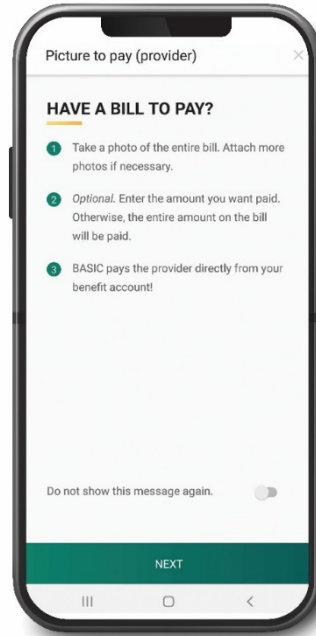 Picture to pay (provider)
HAVE A BILL TO PAY?
1 Take a photo of the entire bill. Attach more
photos if necessary.
2 Optional. Enter the amount you want paid.
Otherwise, the entire amount on the bill
will be paid.
3 BASIC pays the provider directly from your
benefit account!
Do not show this message again.
NEXT